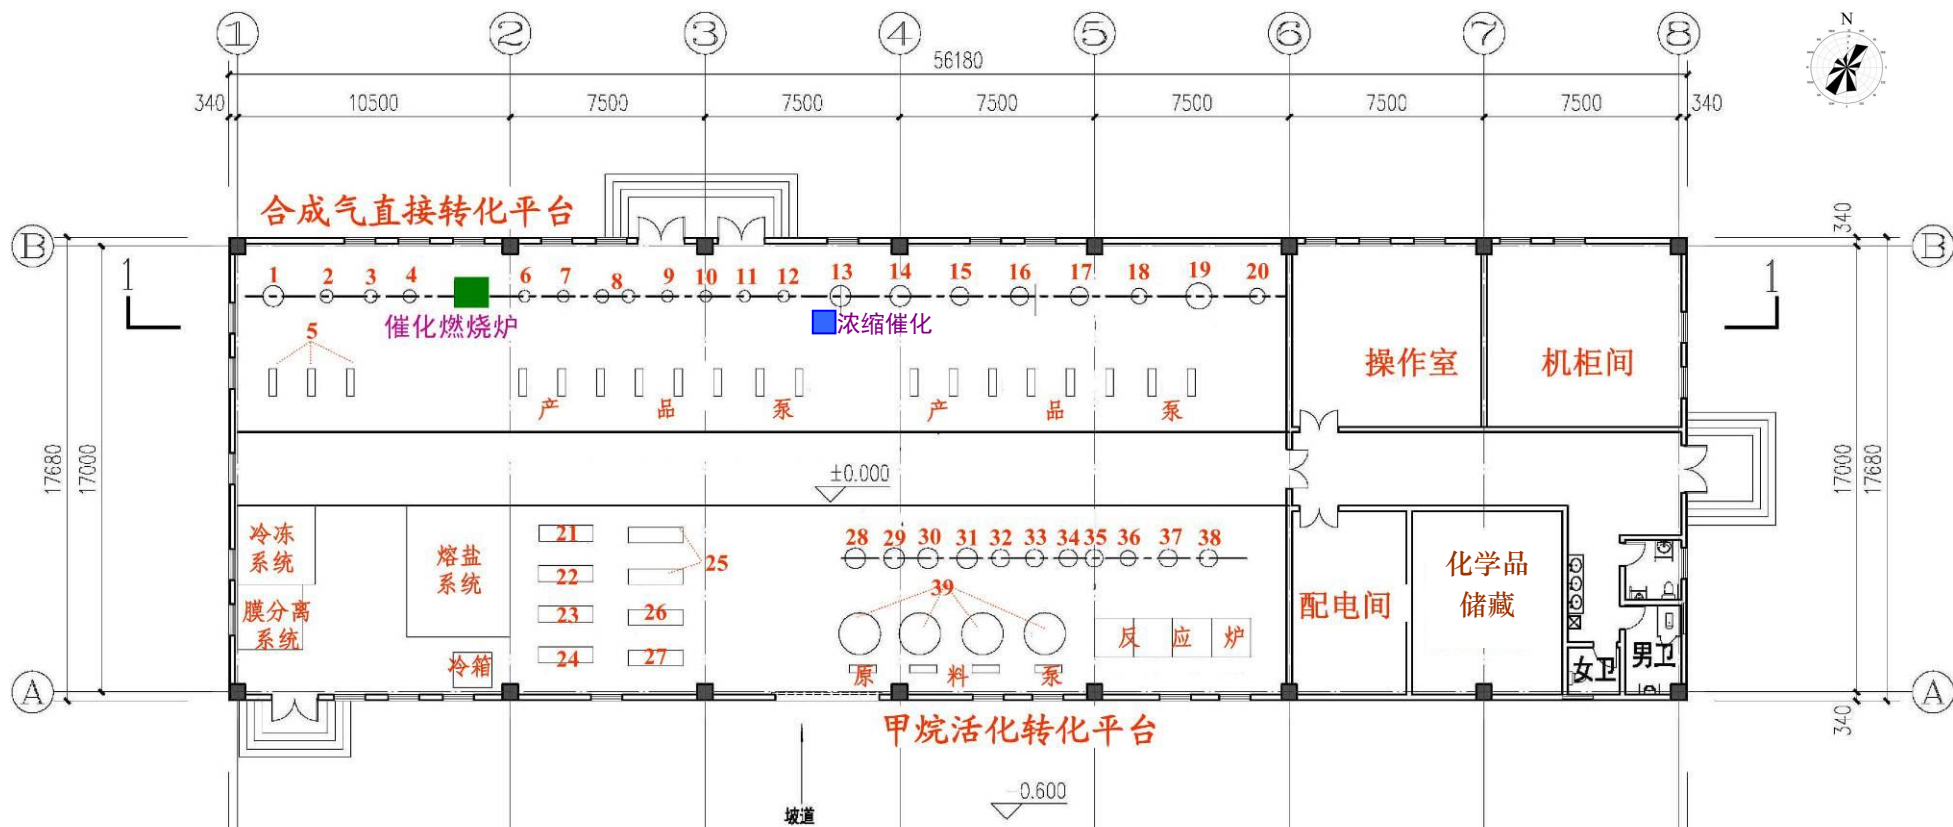 1 2 3 4 5 6 7 8
N
56180
340 10500 7500 7500 7500 7500 7500 7500 340
合成气直接转化平台
340
B B
1 1
1 2 3 4 6 7 8 9 10 11 12 13 14 15 16 17 18 19 20
催化燃烧炉
浓缩催化
5
操作室
机柜间
产 品 泵 产 品 泵
17680 17000
17000 17680
±0.000
冷冻
系统
熔盐
系统
膜分离
系统
冷箱
21
22
23
24
25
26
27
28 29 30 31 32 33 34 35 36 37 38
39
反 应 炉
原 料 泵
配电间
化学品
储藏
女卫
男卫
A A
甲烷活化转化平台
340
-0.600
坡道